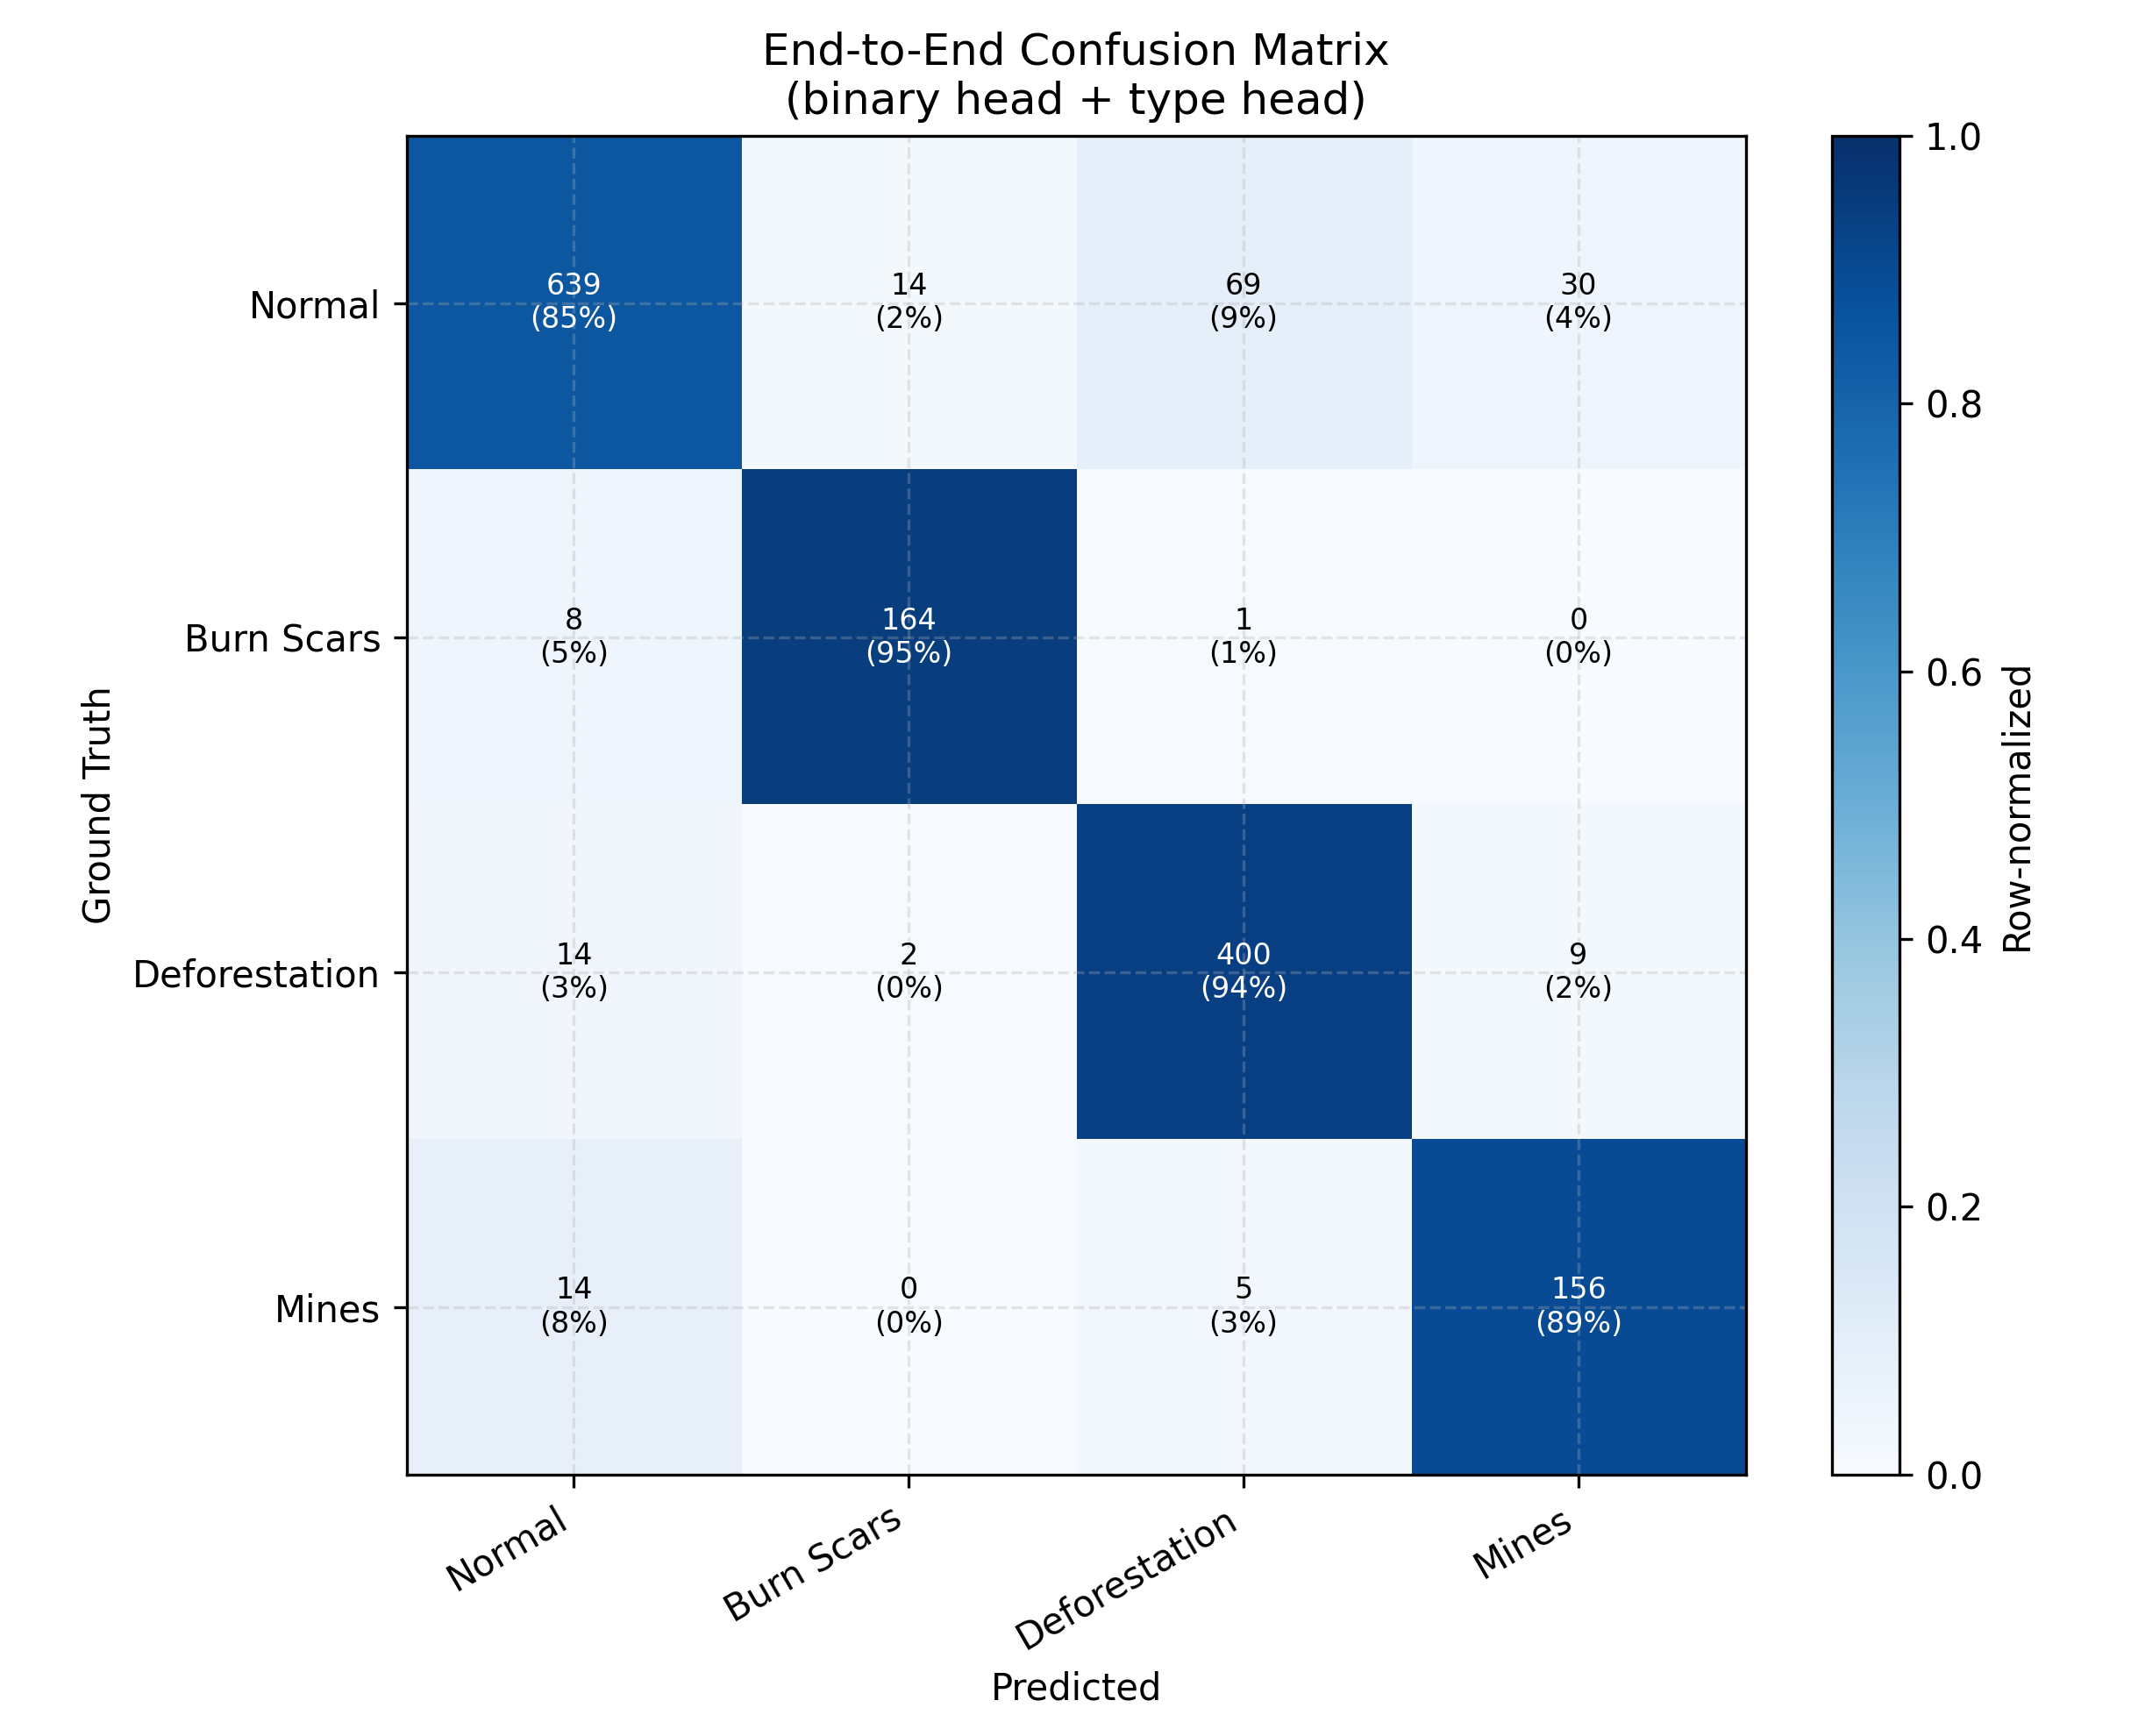 End-to-End Confusion Matrix
(binary head + type head)
1.0
0.8
0.6
0.4
0.2
0.0
Row-normalized
Ground Truth
Normal
639
(85%)
14
(2%)
69
(9%)
30
(4%)
Burn Scars
8
(5%)
164
(95%)
1
(1%)
0
(0%)
Deforestation
14
(3%)
2
(0%)
400
(94%)
9
(2%)
Mines
14
(8%)
0
(0%)
5
(3%)
156
(89%)
Normal
Burn Scars
Deforestation
Mines
Predicted